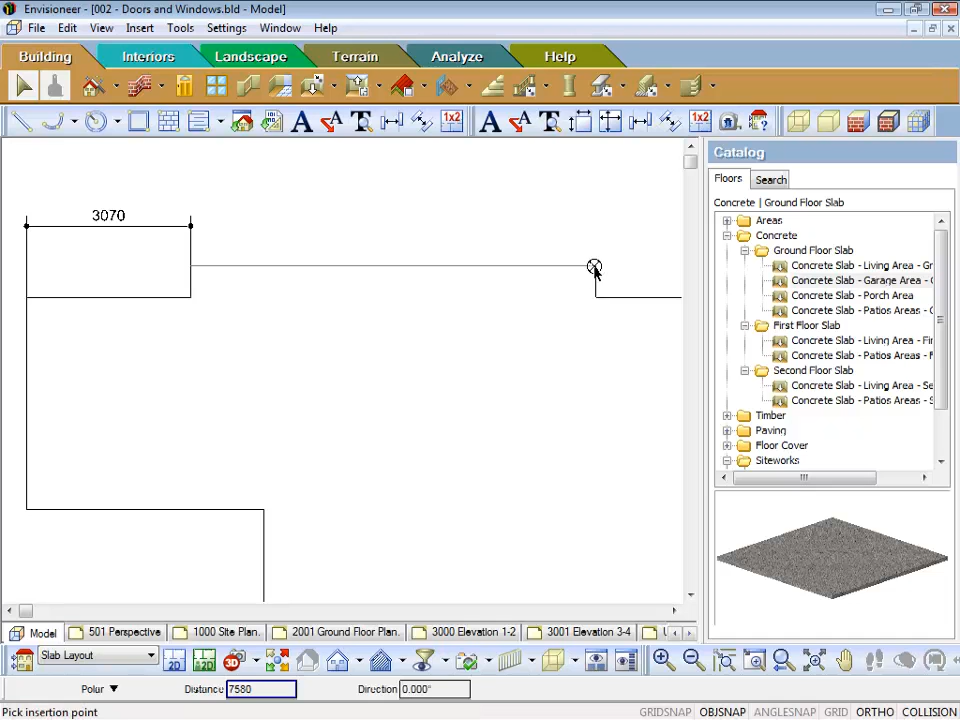 Envisioneer - [002 - Doors and Windows.bld - Model]
File Edit View Insert Tools Settings Window Help
Building Interiors Landscape Terrain Analyze Help
1x2 1x2
Catalog
Floors Search
Concrete | Ground Floor Slab
Areas
Concrete
Ground Floor Slab
Concrete Slab - Living Area - Gr
Concrete Slab - Garage Area - G
Concrete Slab - Porch Area
Concrete Slab - Patios Areas - G
First Floor Slab
Concrete Slab - Living Area - Fir
Concrete Slab - Patios Areas - F
Second Floor Slab
Concrete Slab - Living Area - Se
Concrete Slab - Patios Areas - S
Timber
Paving
Floor Cover
Siteworks
3070
Model 501 Perspective 1000 Site Plan. 2001 Ground Floor Plan. 3000 Elevation 1-2 3001 Elevation 3-4
Slab Layout 2D 2D 3D
Polar Distance 7580 Direction 0.000°
Pick insertion point GRIDSNAP OBJSNAP ANGLESNAP GRID ORTHO COLLISION